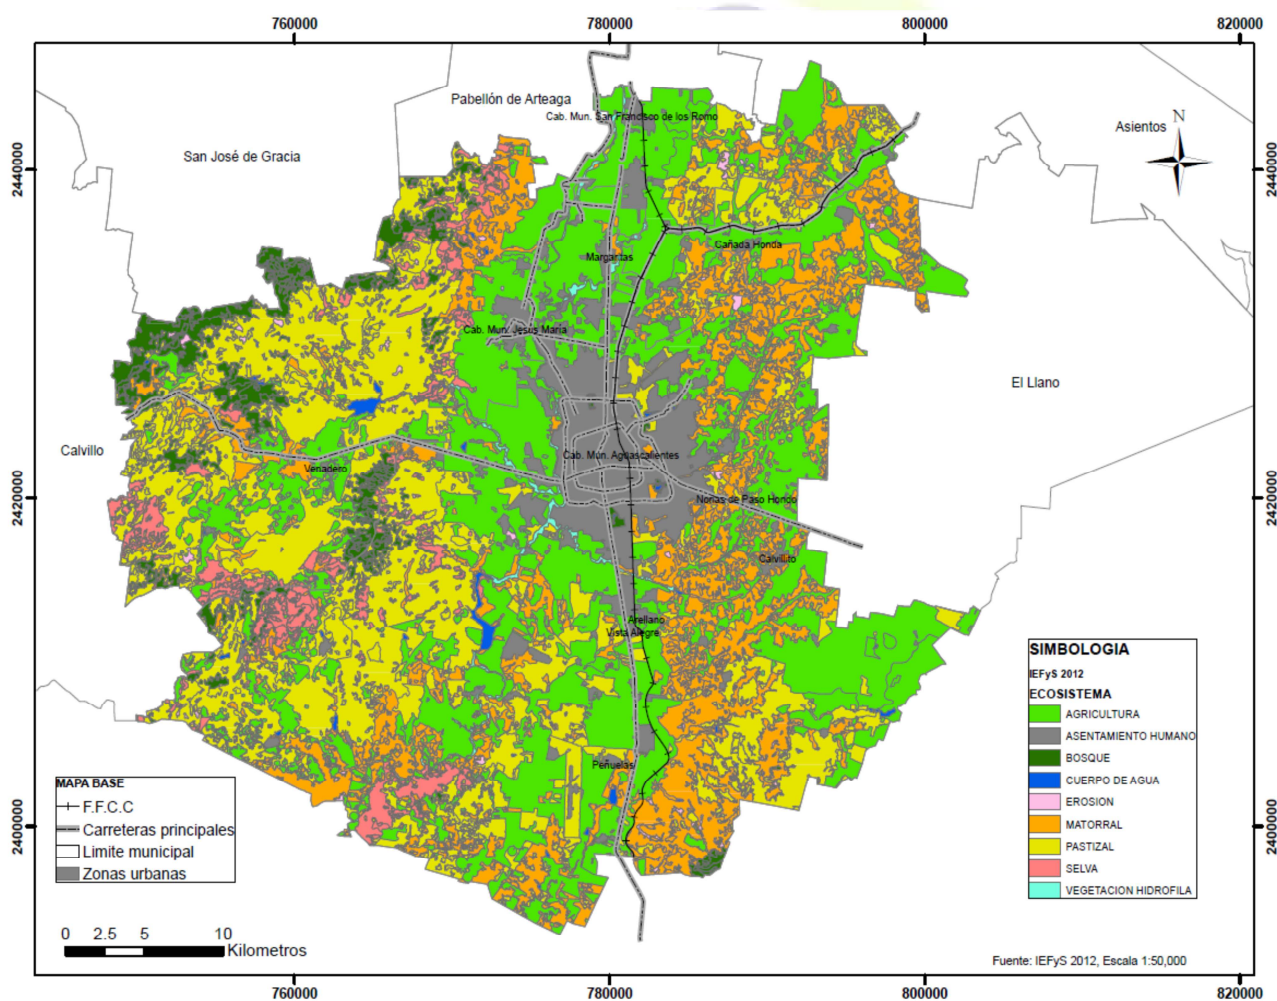 760000
780000
800000
820000
Pabellón de Arteaga
Cab. Mun. San Francisco de los Romo
Asientos
N
San José de Gracia
2440000
2440000
Cañada Honda
Margaritas
Cab. Mun. Jesús María
El Llano
Calvillo
Cab. Mun. Aguascalientes
Venadero
Norias de Paso Hondo
2420000
2420000
Calvillito
Arellano
Vista Alegre
SIMBOLOGIA
IEFyS 2012
ECOSISTEMA
AGRICULTURA
ASENTAMIENTO HUMANO
BOSQUE
CUERPO DE AGUA
EROSION
MATORRAL
PASTIZAL
SELVA
VEGETACION HIDROFILA
Peñuelas
MAPA BASE
F.F.C.C
Carreteras principales
Limite municipal
Zonas urbanas
2400000
2400000
0 2.5 5 10
Kilometros
Fuente: IEFyS 2012, Escala 1:50,000
760000
780000
800000
820000